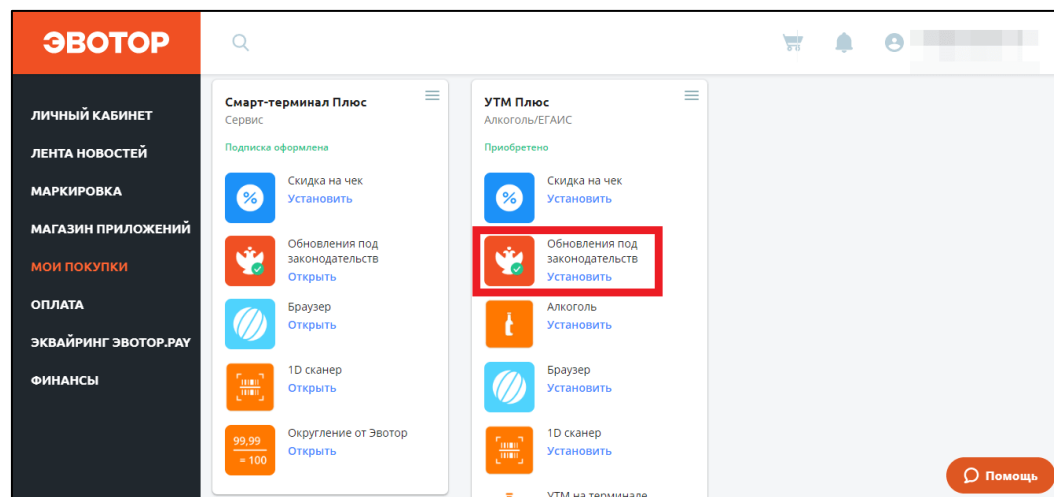 ЭВОТОР
ЛИЧНЫЙ КАБИНЕТ
ЛЕНТА НОВОСТЕЙ
МАРКИРОВКА
МАГАЗИН ПРИЛОЖЕНИЙ
МОИ ПОКУПКИ
ОПЛАТА
ЭКВАЙРИНГ ЭВОТОР.PAY
ФИНАНСЫ
Смарт-терминал Плюс
Сервис
Подписка оформлена
%
Скидка на чек
Установить
Обновления под
законодательств
Открыть
Браузер
Открыть
1D сканер
Открыть
99,99
= 100
Округление от Эвотор
Открыть
УТМ Плюс
Алкоголь/ЕГАИС
Приобретено
%
Скидка на чек
Установить
Обновления под
законодательств
Установить
Алкоголь
Установить
Браузер
Установить
1D сканер
Установить
УТМ на терминале
Помощь